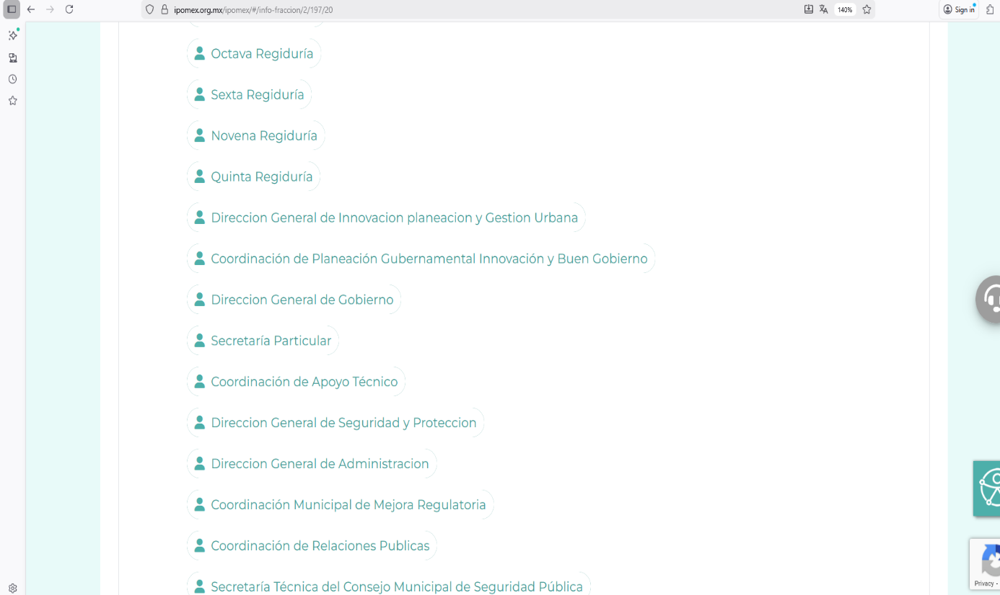 ipomex.org.mx/ipomex/#/info-fraccion/2/197/20
140%
Sign in
Octava Regiduría
Sexta Regiduría
Novena Regiduría
Quinta Regiduría
Direccion General de Innovacion planeacion y Gestion Urbana
Coordinación de Planeación Gubernamental Innovación y Buen Gobierno
Direccion General de Gobierno
Secretaría Particular
Coordinación de Apoyo Técnico
Direccion General de Seguridad y Proteccion
Direccion General de Administracion
Coordinación Municipal de Mejora Regulatoria
Coordinación de Relaciones Publicas
Secretaría Técnica del Consejo Municipal de Seguridad Pública
Privacy -